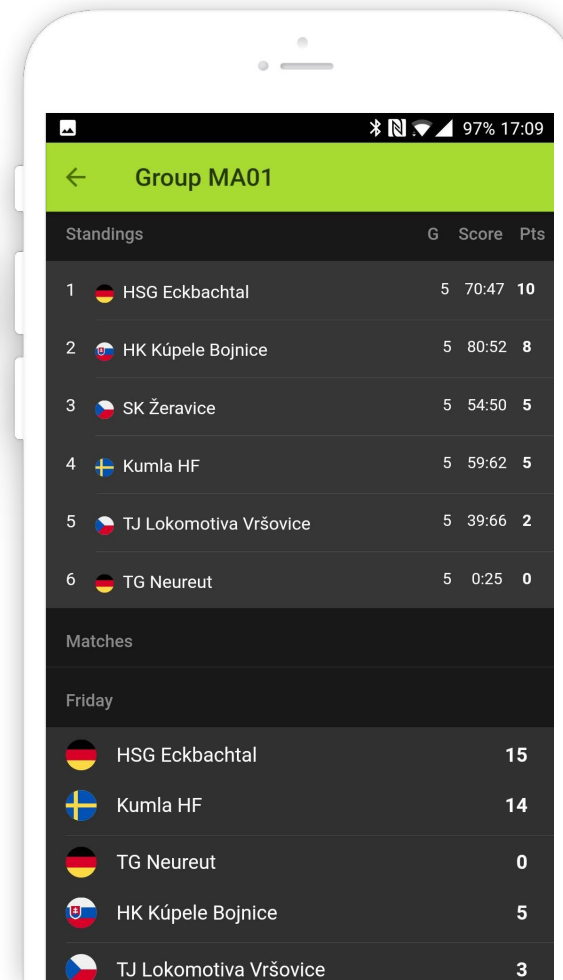 97% 17:09
Group MA01
Standings G Score Pts
1 HSG Eckbachtal 5 70:47 10
2 HK Kúpele Bojnice 5 80:52 8
3 SK Žeravice 5 54:50 5
4 Kumla HF 5 59:62 5
5 TJ Lokomotiva Vršovice 5 39:66 2
6 TG Neureut 5 0:25 0
Matches
Friday
HSG Eckbachtal 15
Kumla HF 14
TG Neureut 0
HK Kúpele Bojnice 5
TJ Lokomotiva Vršovice 3